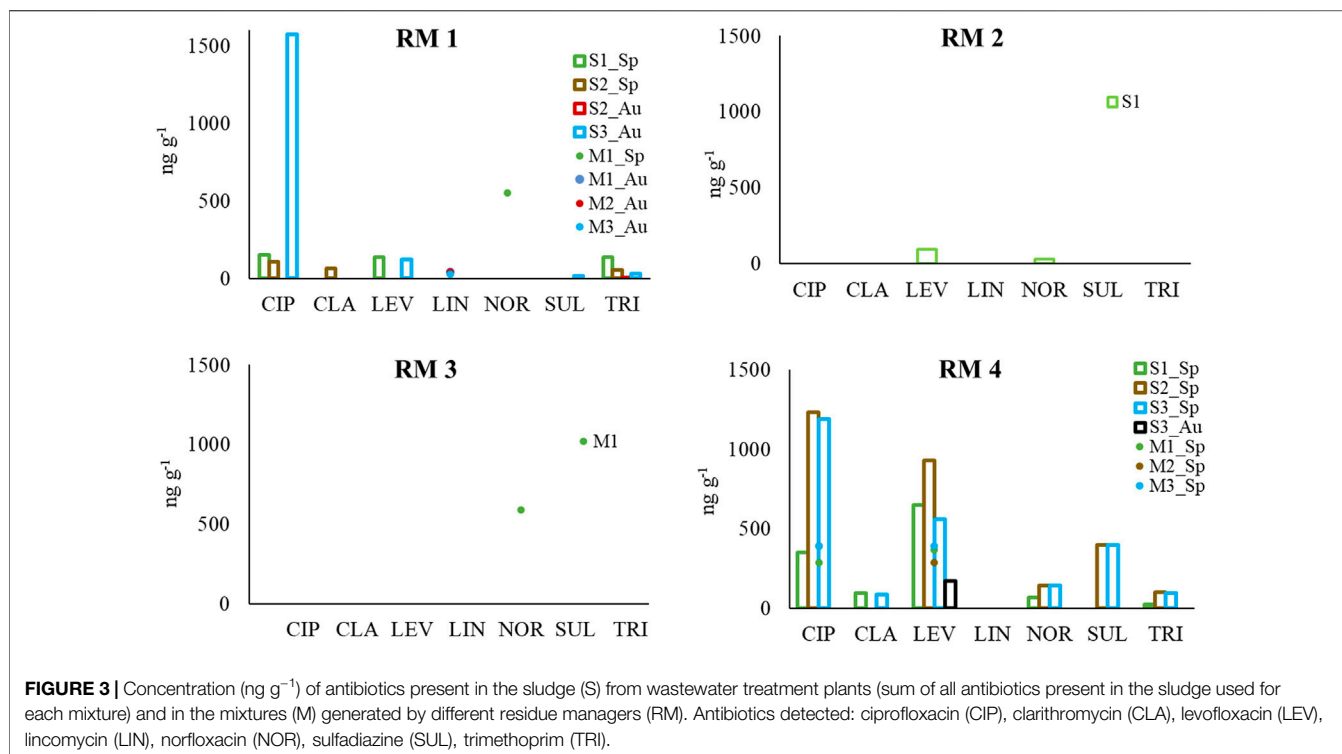 RM 1
1500
1000
500
0
ng g-1
S1_Sp
S2_Sp
S2_Au
S3_Au
M1_Sp
M1_Au
M2_Au
M3_Au
CIP CLA LEV LIN NOR SUL TRI
RM 2
1500
1000
500
0
ng g-1
S1
CIP CLA LEV LIN NOR SUL TRI
RM 3
1500
1000
500
0
ng g-1
M1
CIP CLA LEV LIN NOR SUL TRI
RM 4
1500
1000
500
0
ng g-1
S1_Sp
S2_Sp
S3_Sp
S3_Au
M1_Sp
M2_Sp
M3_Sp
CIP CLA LEV LIN NOR SUL TRI
FIGURE 3 | Concentration (ng g−1) of antibiotics present in the sludge (S) from wastewater treatment plants (sum of all antibiotics present in the sludge used for
each mixture) and in the mixtures (M) generated by different residue managers (RM). Antibiotics detected: ciprofloxacin (CIP), clarithromycin (CLA), levofloxacin (LEV),
lincomycin (LIN), norfloxacin (NOR), sulfadiazine (SUL), trimethoprim (TRI).